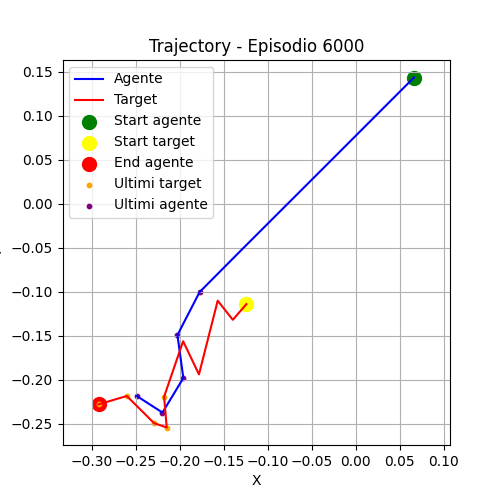 Trajectory - Episodio 6000
Agente
Target
Start agente
Start target
End agente
Ultimi target
Ultimi agente
0.15
0.10
0.05
0.00
−0.05
−0.10
−0.15
−0.20
−0.25
−0.30 −0.25 −0.20 −0.15 −0.10 −0.05 0.00 0.05 0.10
X